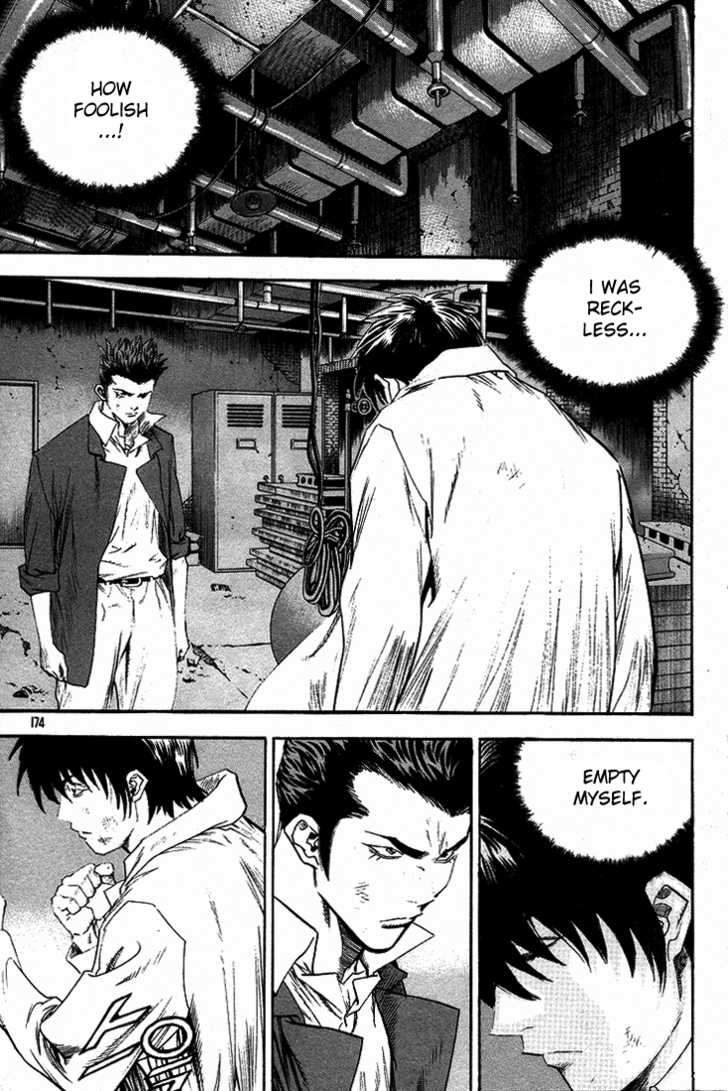 HOW
FOOLISH
...!
I WAS
RECK-
LESS...
174
EMPTY
MYSELF.